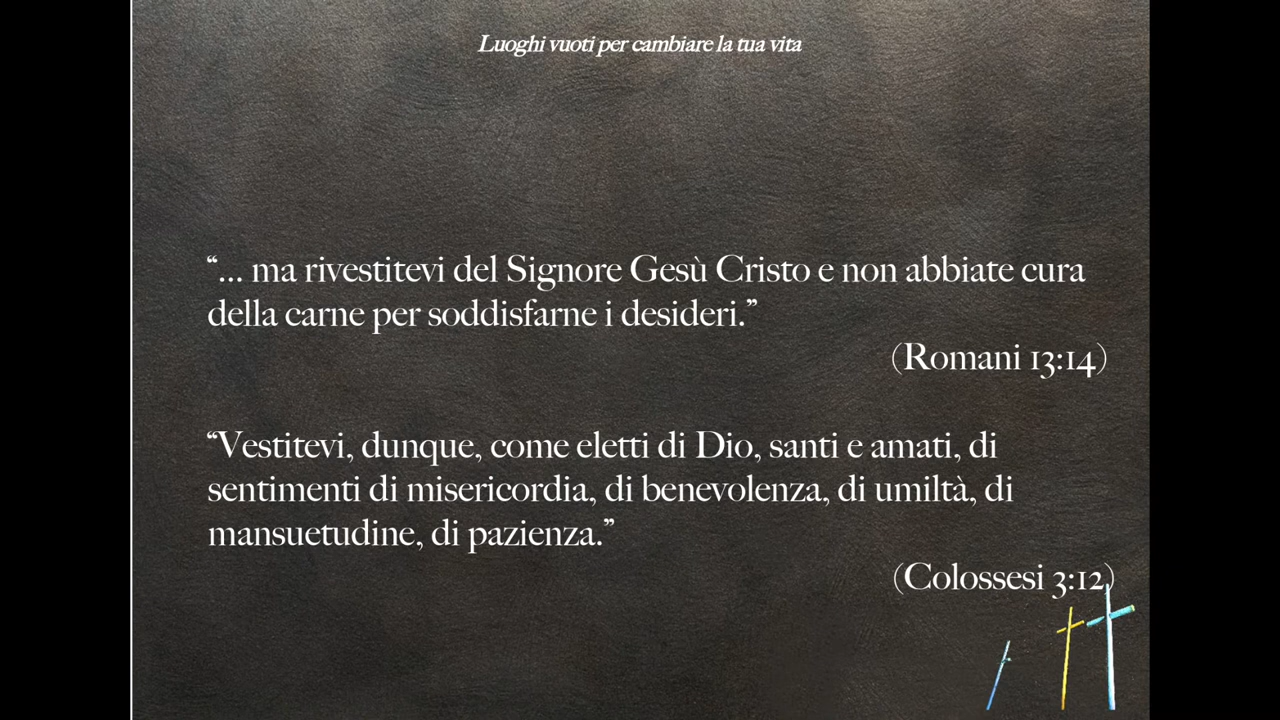 Luoghi vuoti per cambiare la tua vita
“... ma rivestitevi del Signore Gesù Cristo e non abbiate cura
della carne per soddisfarne i desideri.”
(Romani 13:14)
“Vestitevi, dunque, come eletti di Dio, santi e amati, di
sentimenti di misericordia, di benevolenza, di umiltà, di
mansuetudine, di pazienza.”
(Colossesi 3:12)